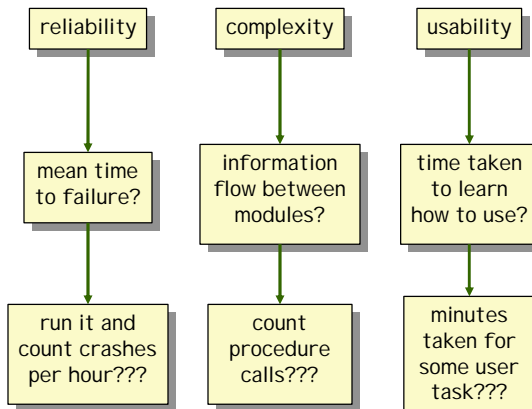 reliability
complexity
usability
mean time
to failure?
information
flow between
modules?
time taken
to learn
how to use?
run it and
count crashes
per hour???
count
procedure
calls???
minutes
taken for
some user
task???